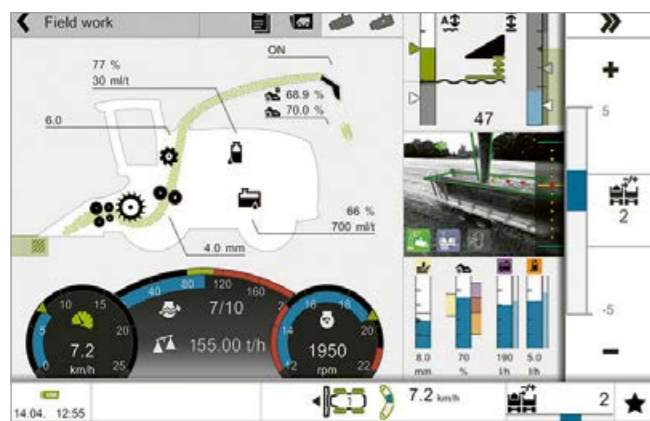 Field work
ON
77 %
30 ml/t
68.9 %
70.0 %
6.0
A
47
5
2
-5
66 %
700 ml/t
4.0 mm
40 80 120 160
7/10
155.00 t/h
0 5 10 15 20 25
7.2
km/h
12 14 16 18 20 22
1950
rpm
8.0
mm
70
%
190
l/h
5.0
l/h
14.04. 12:55
1
7.2 km/h
-/+
2